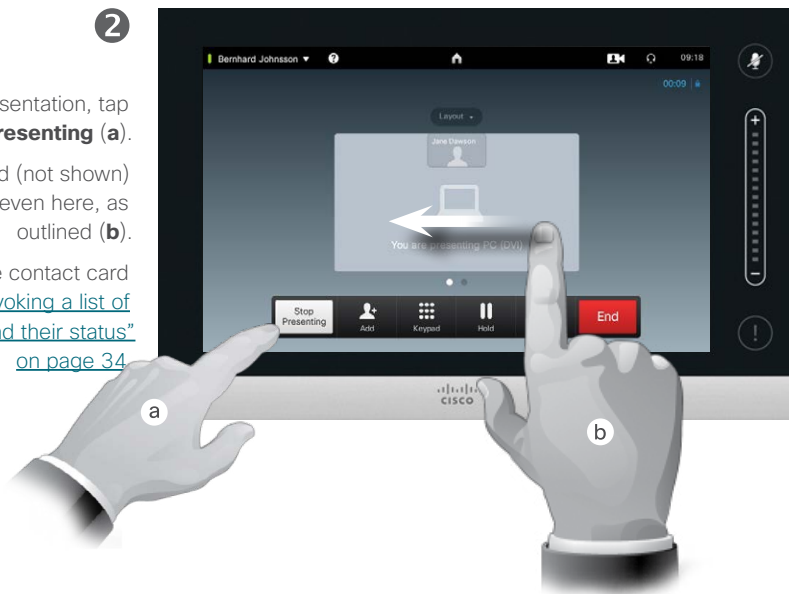 2
esentation, tap
resenting (a).
d (not shown)
even here, as
outlined (b).
e contact card
voking a list of
nd their status"
on page 34.
Bernhard Johnsson ▼ ? 09:18
00:09
Layout
Jane Dawson
You are presenting PC (DVI)
Stop
Presenting
Add
Keypad
Hold
End
+
-
!
CISCO
a
b